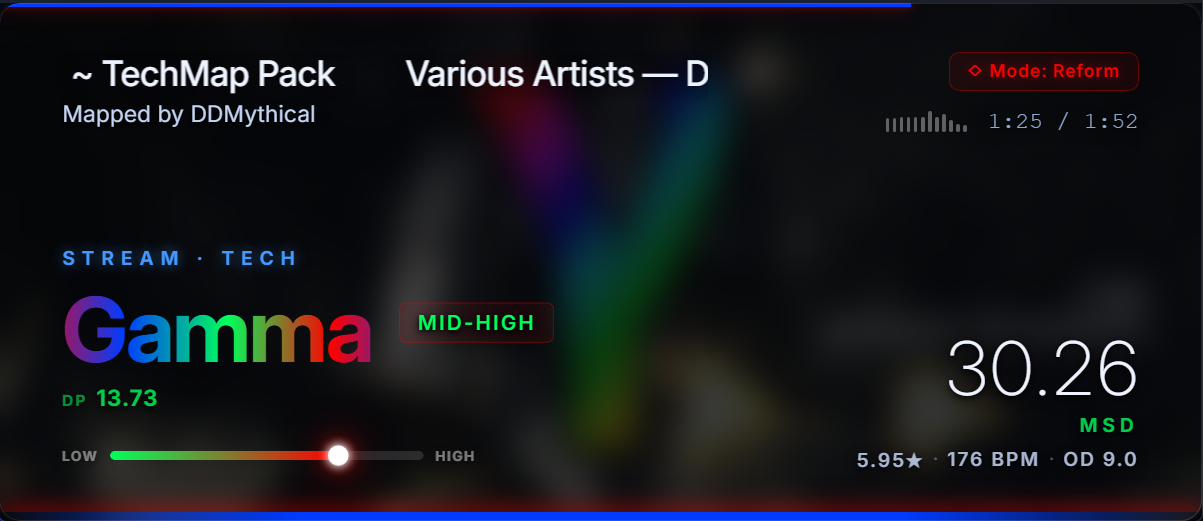 ~ TechMap Pack Various Artists — D
Mapped by DDMythical
◇ Mode: Reform
1:25 / 1:52
STREAM · TECH
Gamma
MID-HIGH
DP 13.73
LOW
HIGH
30.26
MSD
5.95★ · 176 BPM · OD 9.0